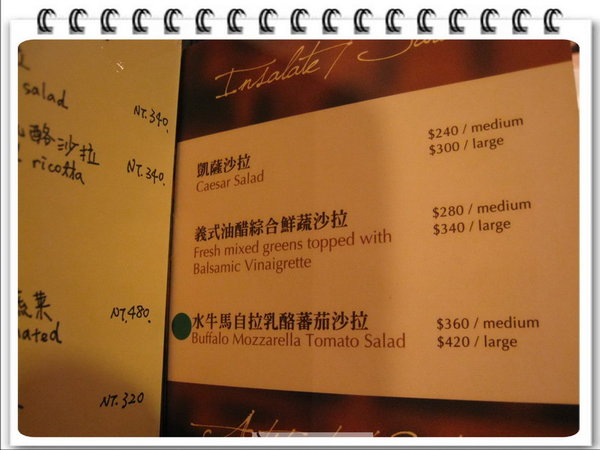 salad
NT.340.
酪沙拉
ricotta
NT.340.
菜
NT.480.
NT.320
Insalate /
凱薩沙拉
Caesar Salad
$240 / medium
$300 / large
義式油醋綜合鮮蔬沙拉
Fresh mixed greens topped with
Balsamic Vinaigrette
$280 / medium
$340 / large
水牛馬自拉乳酪蕃茄沙拉
Buffalo Mozzarella Tomato Salad
$360 / medium
$420 / large